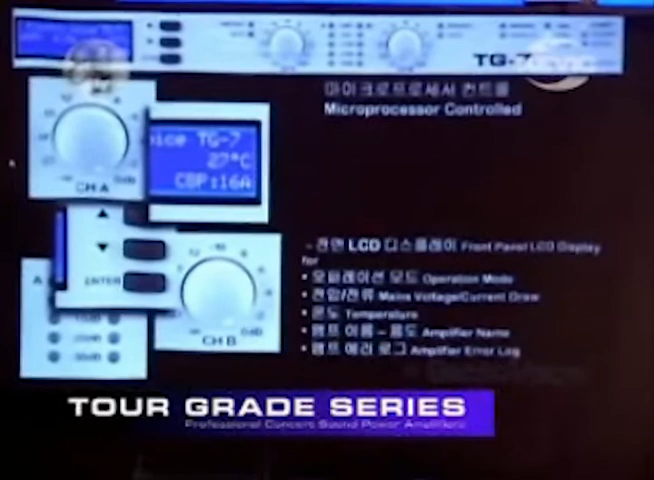 TG-7
마이크로프로세서 컨트롤
Microprocessor Controlled
CH A
TG-7
27°C
CBP:16A
- 전면 LCD 디스플레이 Front Panel LCD Display
for
• 오퍼레이션 모드 Operation Mode
• 전압/전류 Mains Voltage/Current Draw
• 온도 Temperature
• 앰프 이름 - 용도 Amplifier Name
• 앰프 에러 로그 Amplifier Error Log
ENTER
0dB
CH B
TOUR GRADE SERIES
Professional Concert Sound Power Amplifiers